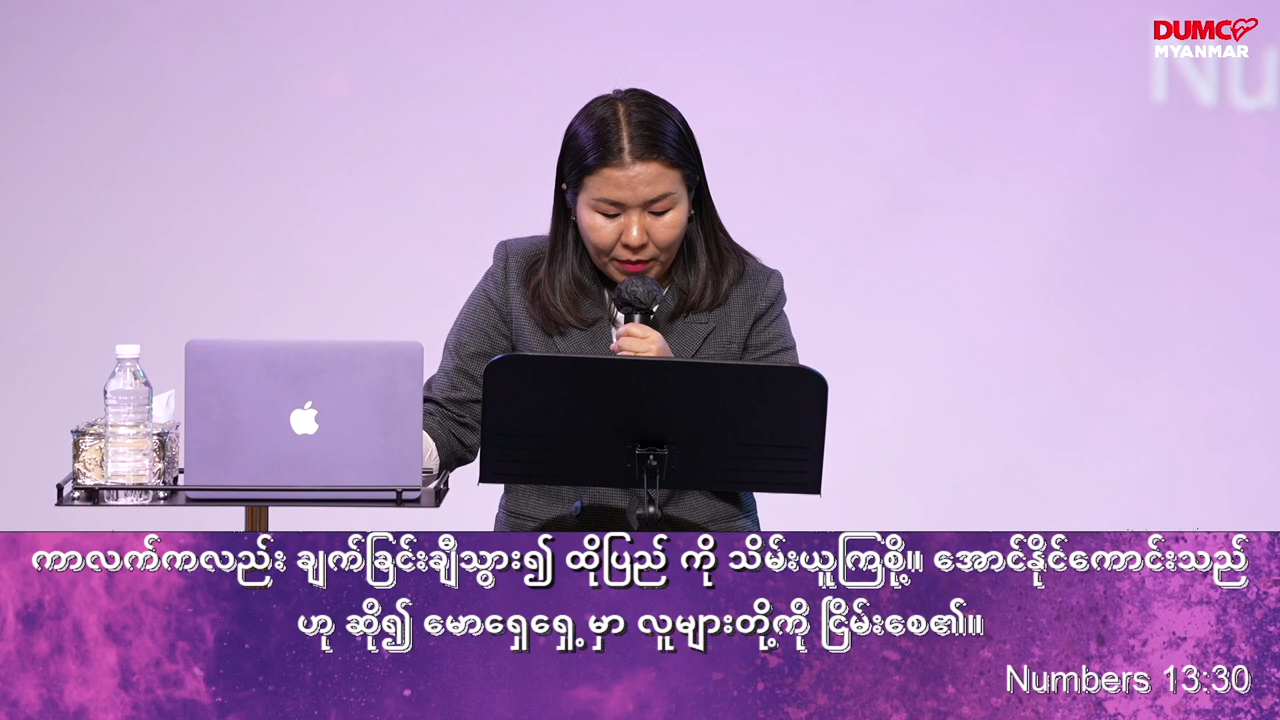 DUMC
MYANMAR
Nu
ကာလက်ကလည်း ချက်ခြင်းချီသွား၍ ထိုပြည် ကို သိမ်းယူကြစို့။ အောင်နိုင်ကောင်းသည်
ဟု ဆို၍ မောရှေရှေ့မှာ လူများတို့ကို ငြိမ်းစေ၏။
Numbers 13:30